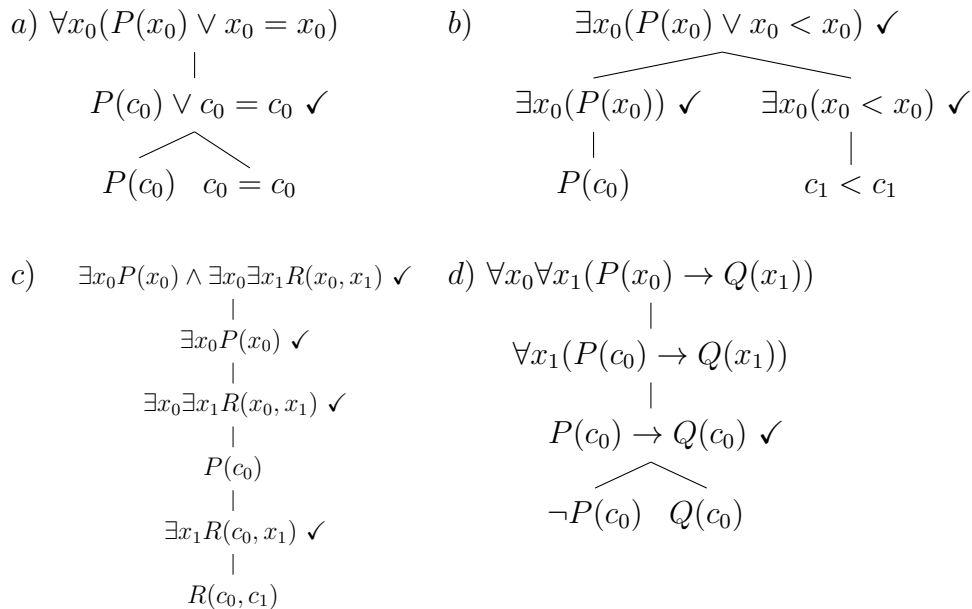 a) ∀x₀(P(x₀) ∨ x₀ = x₀)
P(c₀) ∨ c₀ = c₀ ✓
P(c₀) c₀ = c₀
b) ∃x₀(P(x₀) ∨ x₀ < x₀) ✓
∃x₀(P(x₀)) ✓ ∃x₀(x₀ < x₀) ✓
P(c₀) c₁ < c₁
c) ∃x₀P(x₀) ∧ ∃x₀∃x₁R(x₀, x₁) ✓
∃x₀P(x₀) ✓
∃x₀∃x₁R(x₀, x₁) ✓
P(c₀)
∃x₁R(c₀, x₁) ✓
R(c₀, c₁)
d) ∀x₀∀x₁(P(x₀) → Q(x₁))
∀x₁(P(c₀) → Q(x₁))
P(c₀) → Q(c₀) ✓
¬P(c₀) Q(c₀)